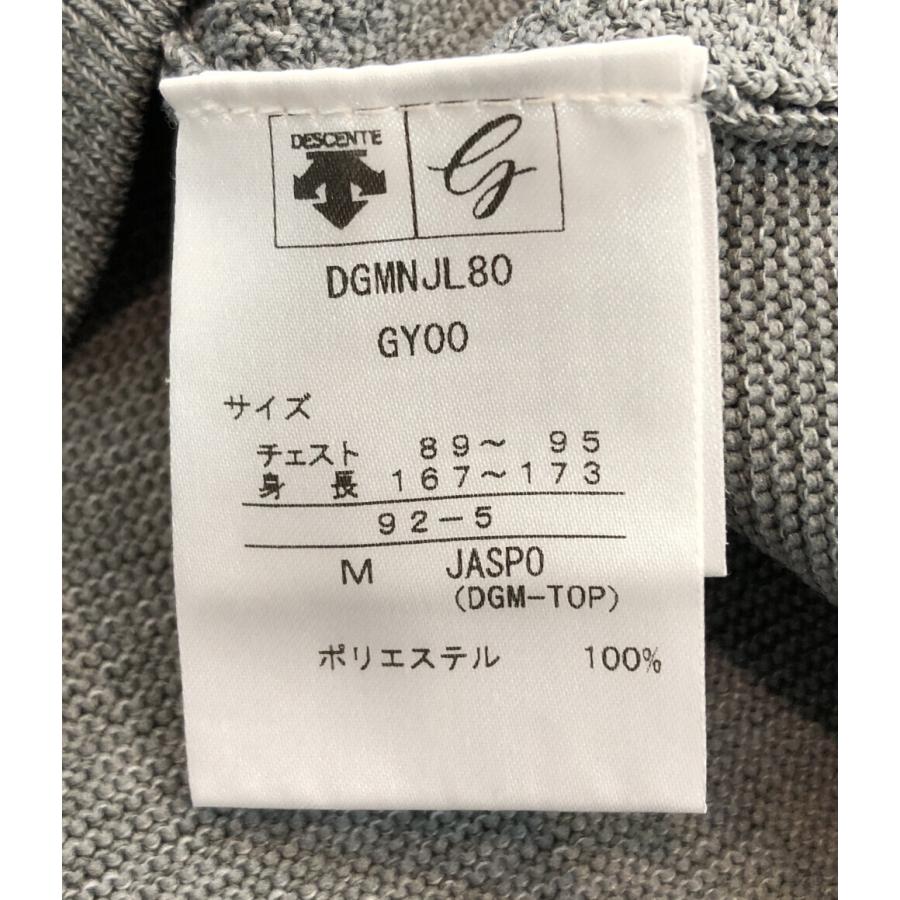 DESCENTE G
DGMNJL80
GY00
サイズ
チェスト 89～ 95
身 長 167～173
92-5
M JASPO
(DGM-TOP)
ポリエステル 100%